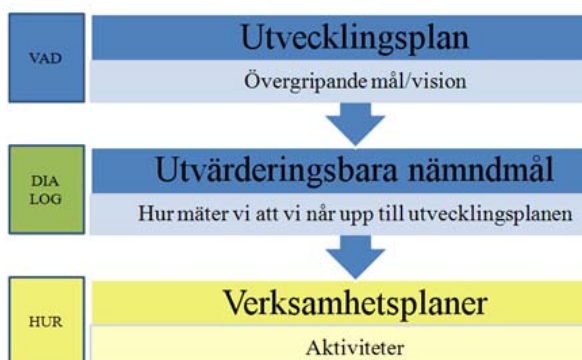 VAD
Utvecklingsplan
Övergripande mål/vision
DIA
LOG
Utvärderingsbara nämndmål
Hur mäter vi att vi når upp till utvecklingsplanen
HUR
Verksamhetsplaner
Aktiviteter